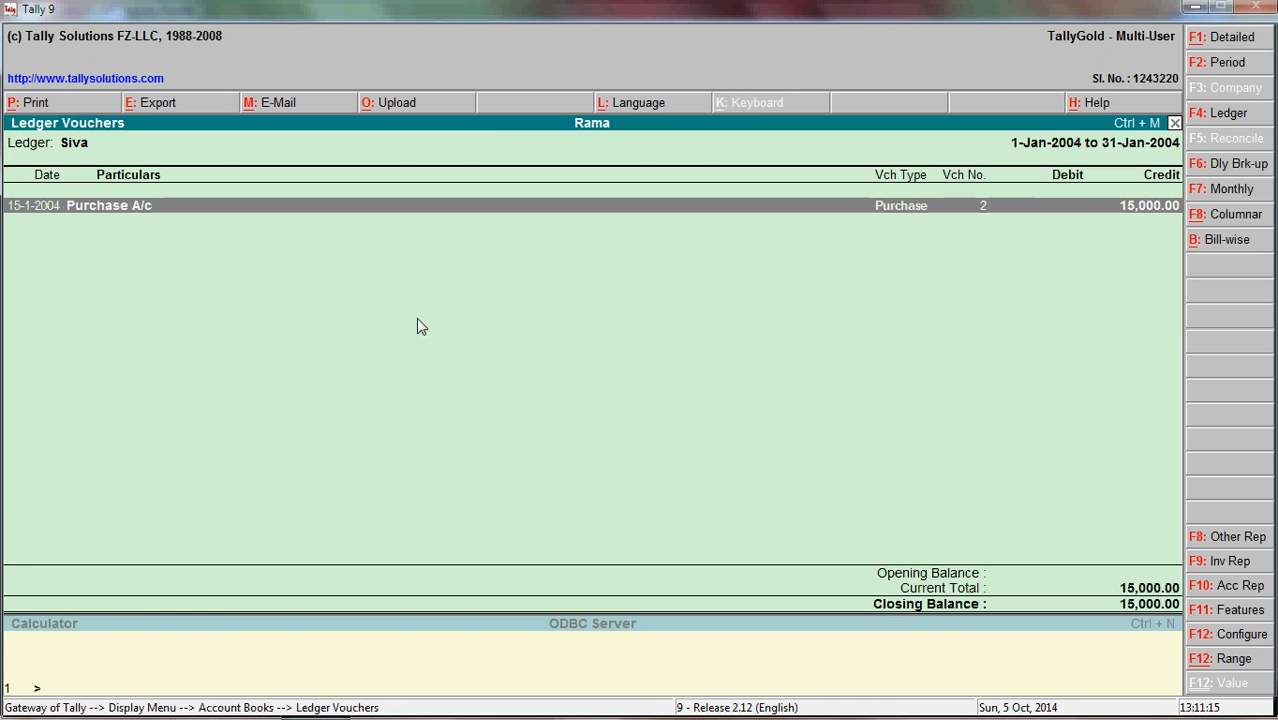 Tally 9
(c) Tally Solutions FZ-LLC, 1988-2008 TallyGold - Multi-User
http://www.tallysolutions.com Sl. No. : 1243220
P: Print E: Export M: E-Mail O: Upload L: Language K: Keyboard H: Help
Ledger Vouchers Rama Ctrl + M
Ledger: Siva 1-Jan-2004 to 31-Jan-2004
Date Particulars Vch Type Vch No. Debit Credit
15-1-2004 Purchase A/c Purchase 2 15,000.00
Opening Balance :
Current Total : 15,000.00
Closing Balance : 15,000.00
Calculator ODBC Server Ctrl + N
1 >
Gateway of Tally --> Display Menu --> Account Books --> Ledger Vouchers 9 - Release 2.12 (English) Sun, 5 Oct, 2014 13:11:15
F1: Detailed
F2: Period
F3: Company
F4: Ledger
F5: Reconcile
F6: Dly Brk-up
F7: Monthly
F8: Columnar
B: Bill-wise
F8: Other Rep
F9: Inv Rep
F10: Acc Rep
F11: Features
F12: Configure
F12: Range
F12: Value